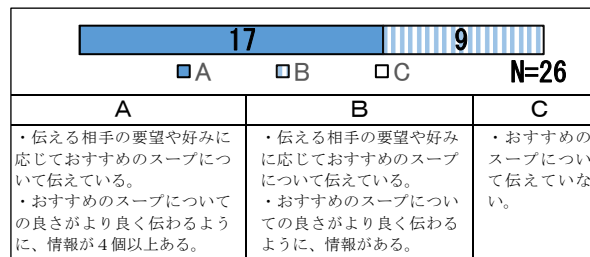 17 9
A B C N=26
A B C
・伝える相手の要望や好みに
応じておすすめのスープにつ
いて伝えている。
・おすすめのスープについて
の良さがより良く伝わるよう
に、情報が４個以上ある。
・伝える相手の要望や好み
に応じておすすめのスープ
について伝えている。
・おすすめのスープについ
ての良さがより良く伝わる
ように、情報がある。
・おすすめの
スープについ
て伝えていな
い。